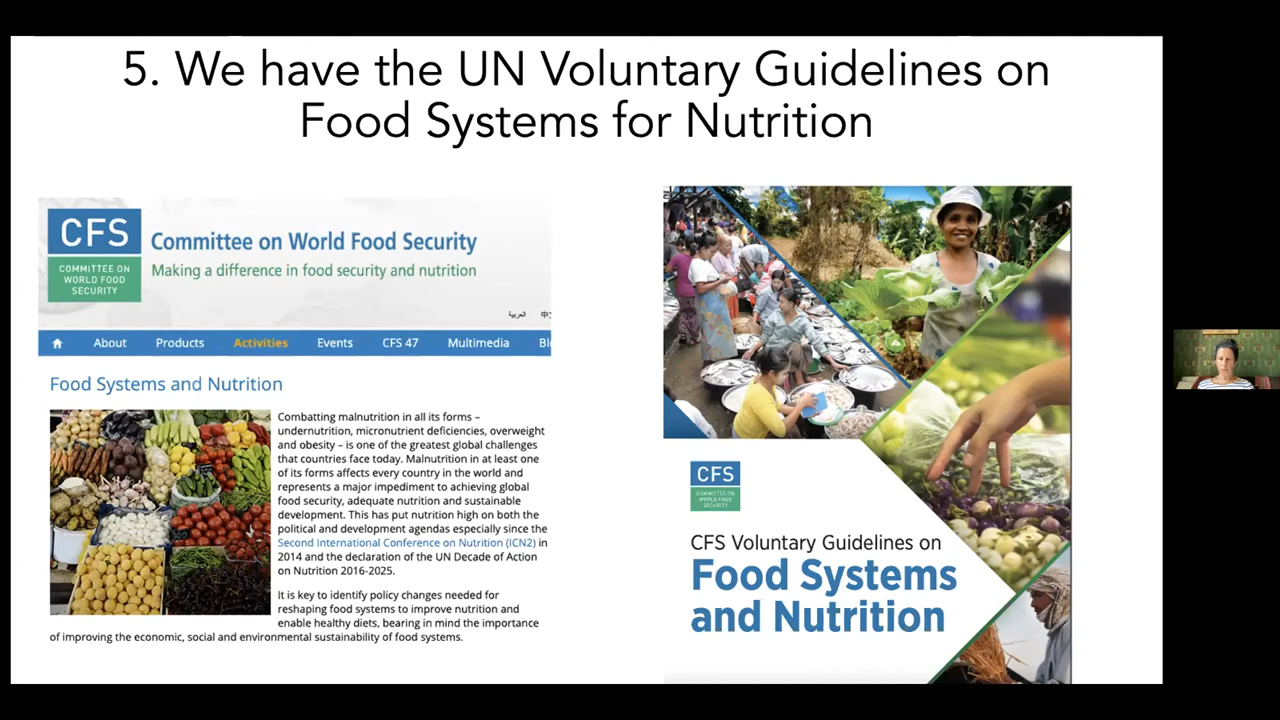 5. We have the UN Voluntary Guidelines on
Food Systems for Nutrition
CFS
COMMITTEE ON
WORLD FOOD
SECURITY
Committee on World Food Security
Making a difference in food security and nutrition
العربية
About Products Activities Events CFS 47 Multimedia
Food Systems and Nutrition
Combatting malnutrition in all its forms –
undernutrition, micronutrient deficiencies, overweight
and obesity – is one of the greatest global challenges
that countries face today. Malnutrition in at least one
of its forms affects every country in the world and
represents a major impediment to achieving global
food security, adequate nutrition and sustainable
development. This has put nutrition high on both the
political and development agendas especially since the
Second International Conference on Nutrition (ICN2) in
2014 and the declaration of the UN Decade of Action
on Nutrition 2016-2025.
It is key to identify policy changes needed for
reshaping food systems to improve nutrition and
enable healthy diets, bearing in mind the importance
of improving the economic, social and environmental sustainability of food systems.
CFS
COMMITTEE ON
WORLD FOOD
SECURITY
CFS Voluntary Guidelines on
Food Systems
and Nutrition